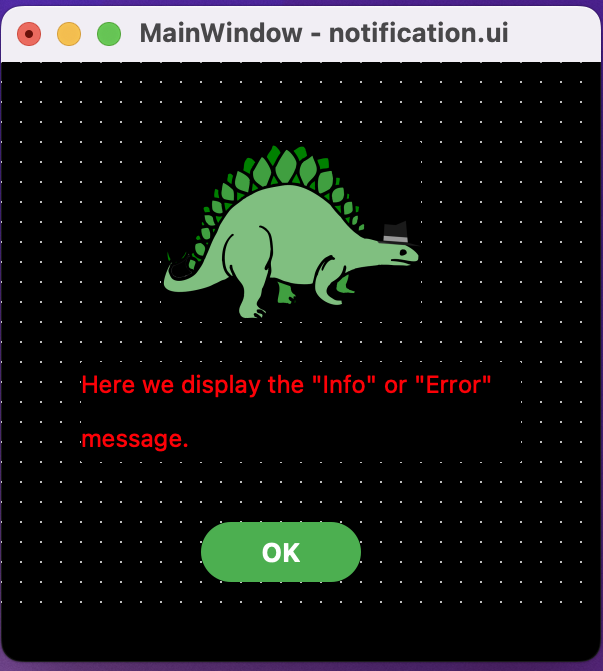 MainWindow - notification.ui
Here we display the "Info" or "Error"
message.
OK